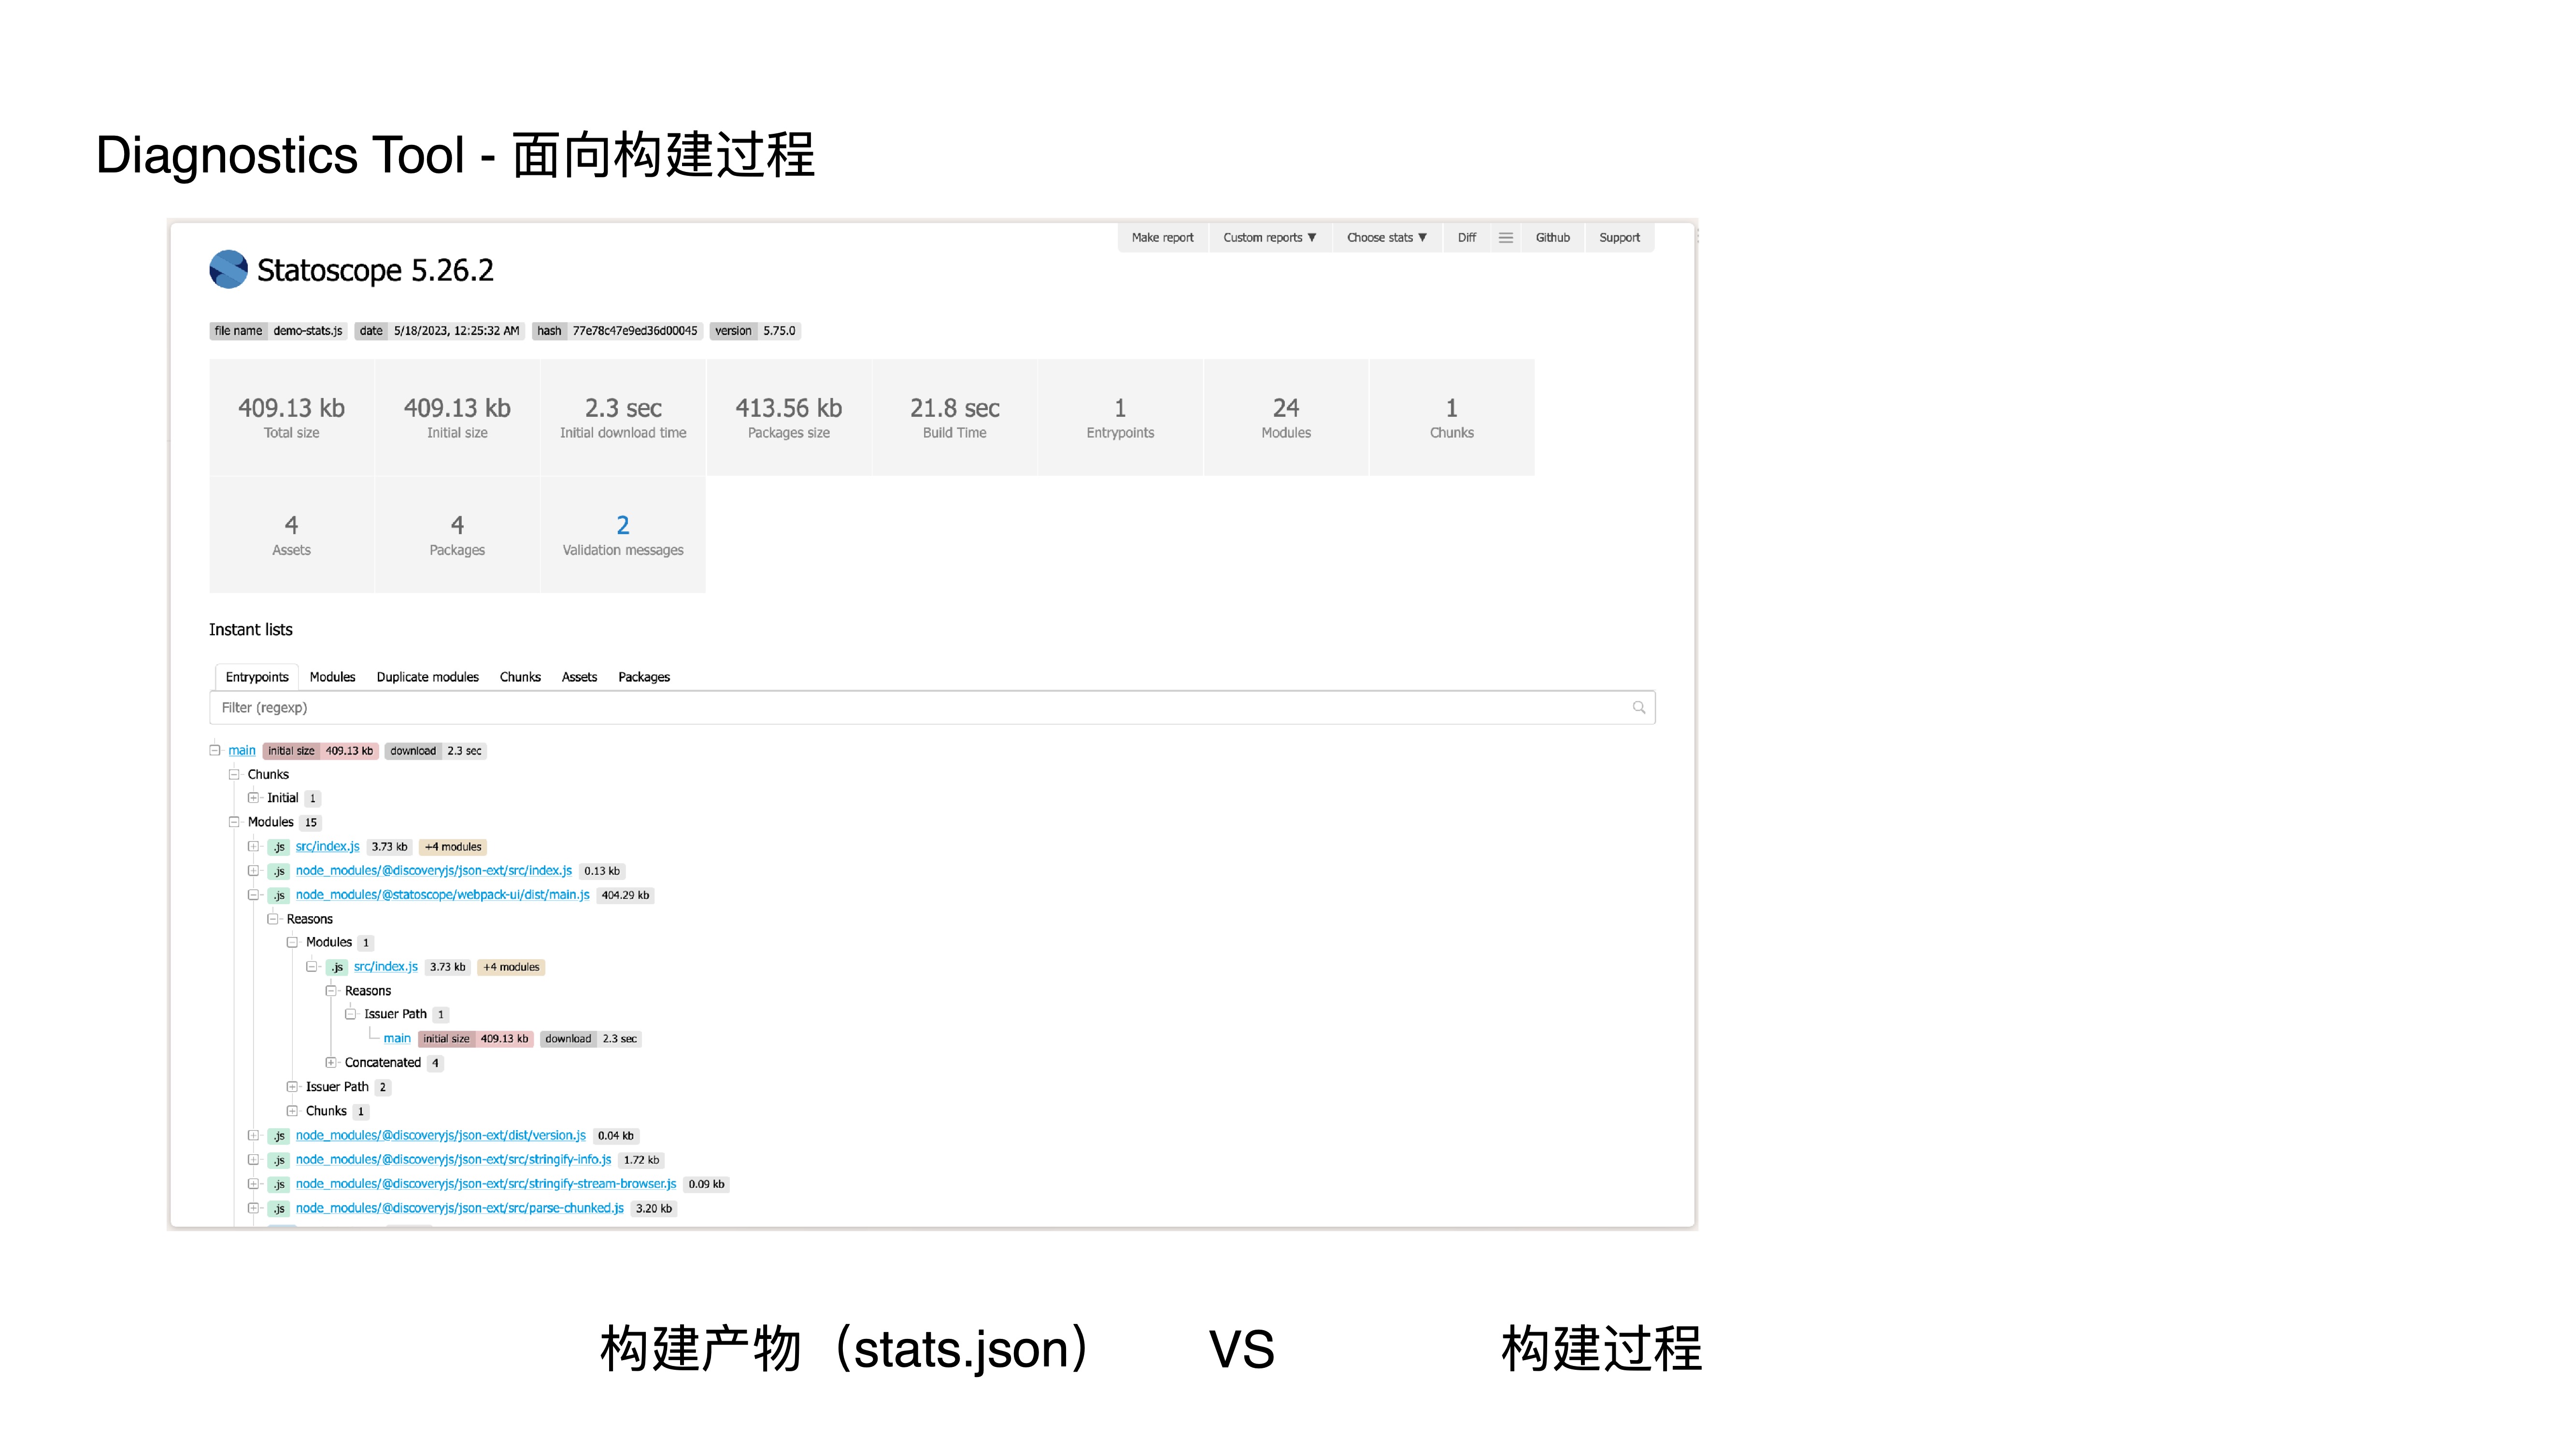 Diagnostics Tool - 面向构建过程
Make report Custom reports ▼ Choose stats ▼ Diff Github Support
Statoscope 5.26.2
file name demo-stats.js date 5/18/2023, 12:25:32 AM hash 77e78c47e9ed36d00045 version 5.75.0
409.13 kb 409.13 kb 2.3 sec 413.56 kb 21.8 sec 1 24 1
Total size Initial size Initial download time Packages size Build Time Entrypoints Modules Chunks
4 4 2
Assets Packages Validation messages
Instant lists
Entrypoints Modules Duplicate modules Chunks Assets Packages
Filter (regexp)
main initial size 409.13 kb download 2.3 sec
Chunks
Initial 1
Modules 15
.js src/index.js 3.73 kb +4 modules
.js node_modules/@discoveryjs/json-ext/src/index.js 0.13 kb
.js node_modules/@statoscope/webpack-ui/dist/main.js 404.29 kb
Reasons
Modules 1
.js src/index.js 3.73 kb +4 modules
Reasons
Issuer Path 1
main initial size 409.13 kb download 2.3 sec
Concatenated 4
Issuer Path 2
Chunks 1
.js node_modules/@discoveryjs/json-ext/dist/version.js 0.04 kb
.js node_modules/@discoveryjs/json-ext/src/stringify-info.js 1.72 kb
.js node_modules/@discoveryjs/json-ext/src/stringify-stream-browser.js 0.09 kb
.js node_modules/@discoveryjs/json-ext/src/parse-chunked.js 3.20 kb
构建产物（stats.json） VS 构建过程